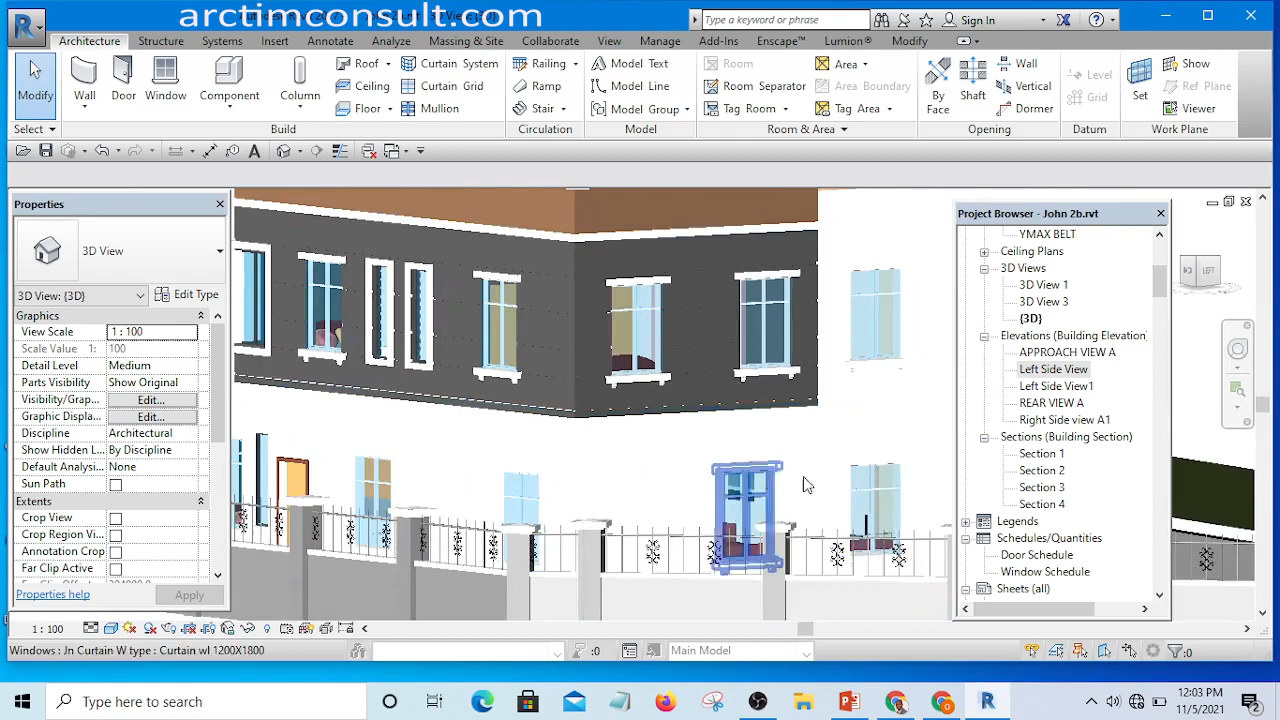 arctimconsult.com
Type a keyword or phrase
Sign In
Architecture Structure Systems Insert Annotate Analyze Massing & Site Collaborate View Manage Add-Ins Enscape™ Lumion® Modify
Modify
Wall
Door
Window
Component
Column
Roof
Ceiling
Floor
Curtain System
Curtain Grid
Mullion
Railing
Ramp
Stair
Model Text
Model Line
Model Group
Room
Room Separator
Tag Room
Area
Area Boundary
Tag Area
By Face
Shaft
Wall
Vertical
Dormer
Level
Grid
Set
Show
Ref Plane
Viewer
Select Build Circulation Model Room & Area Opening Datum Work Plane
Properties
3D View
3D View: {3D} Edit Type
Graphics
View Scale 1 : 100
Scale Value 1: 100
Detail Level Medium
Parts Visibility Show Original
Visibility/Grap... Edit...
Graphic Displa... Edit...
Discipline Architectural
Show Hidden L... By Discipline
Default Analys... None
Sun Path
Extents
Crop View
Crop Region Vi...
Annotation Crop
Far Clip Active
Properties help Apply
Project Browser - John 2b.rvt
YMAX BELT
Ceiling Plans
3D Views
3D View 1
3D View 3
{3D}
Elevations (Building Elevation)
APPROACH VIEW A
Left Side View
Left Side View1
REAR VIEW A
Right Side view A1
Sections (Building Section)
Section 1
Section 2
Section 3
Section 4
Legends
Schedules/Quantities
Door Schedule
Window Schedule
Sheets (all)
LEFT
1 : 100
Windows : Jn Curtain W type : Curtain wl 1200X1800
:0
Main Model
:0
Type here to search
12:03 PM
11/5/2021
2